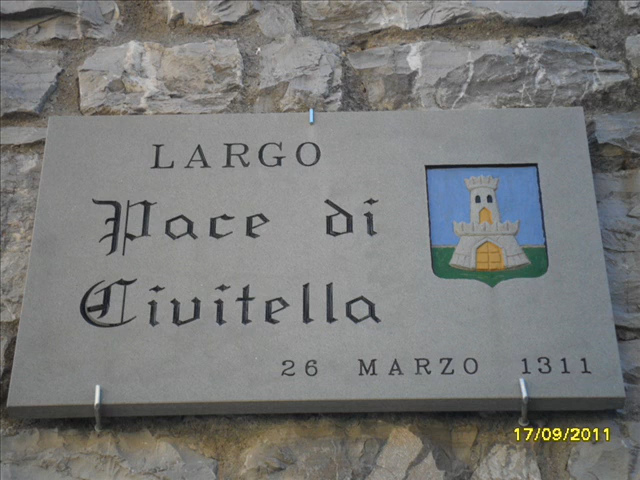 LARGO
Pace di
Civitella
26 MARZO 1311
17/09/2011